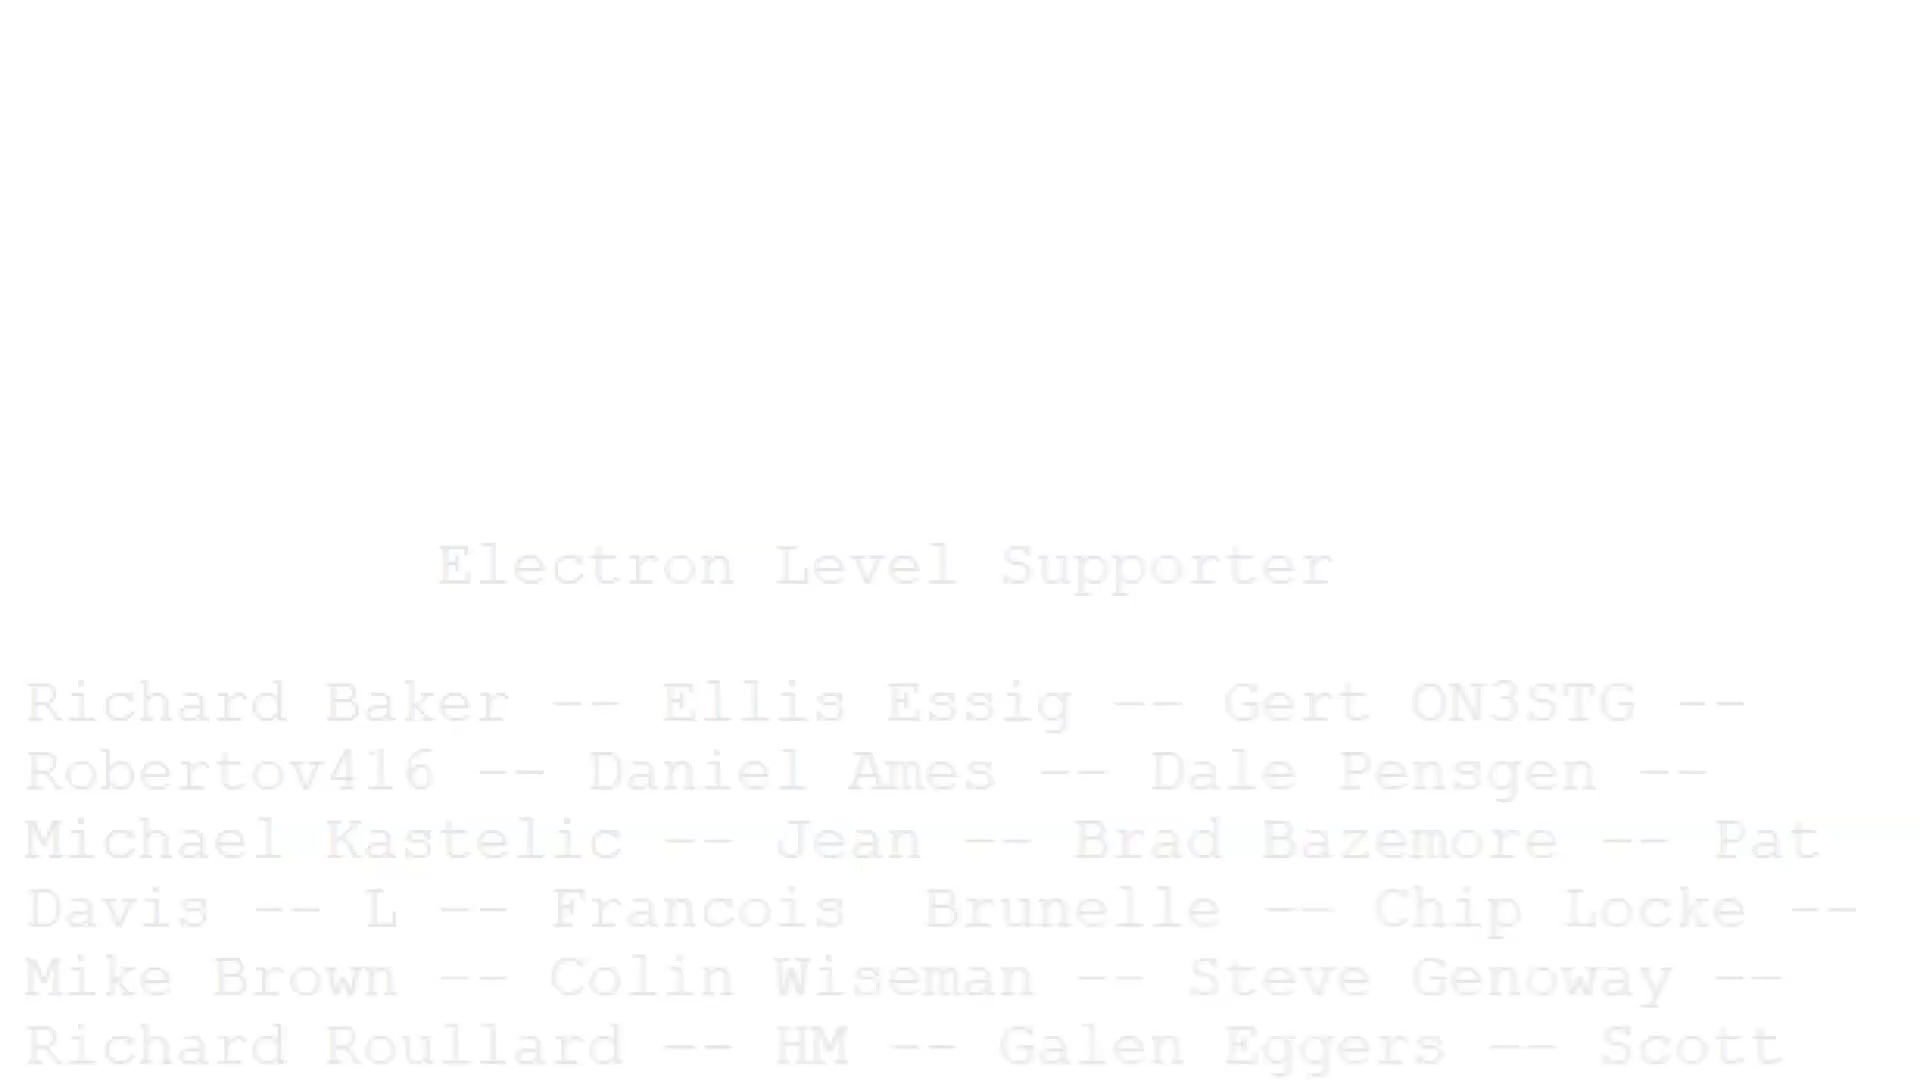 Electron Level Supporter
Richard Baker -- Ellis Essig -- Gert ON3STG --
Robertov416 -- Daniel Ames -- Dale Pensgen --
Michael Kastelic -- Jean -- Brad Bazemore -- Pat
Davis -- L -- Francois  Brunelle -- Chip Locke --
Mike Brown -- Colin Wiseman -- Steve Genoway --
Richard Roullard -- HM -- Galen Eggers -- Scott